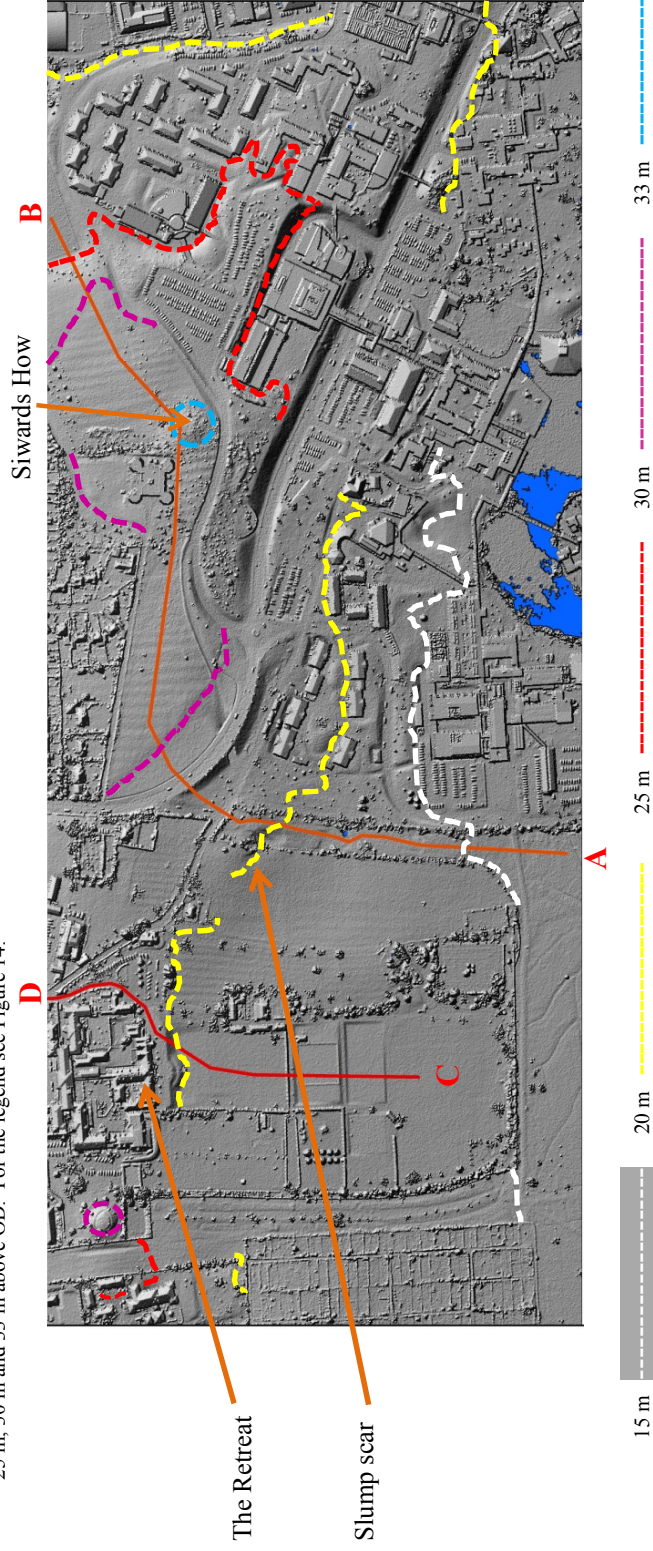 25 m, 30 m and 33 m above OD. For the legend see Figure 14.
Siwards How
B
D
C
A
The Retreat
Slump scar
15 m
20 m
25 m
30 m
33 m